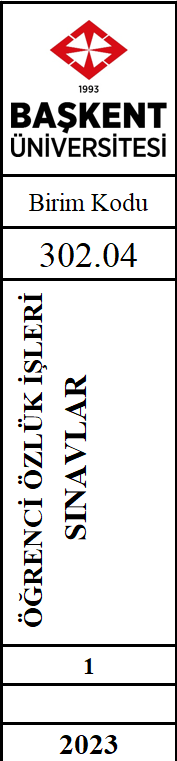 1993
BAŞKENT
ÜNİVERSİTESİ
Birim Kodu
302.04
ÖĞRENCİ ÖZLÜK İŞLERİ
SINAVLAR
1
2023